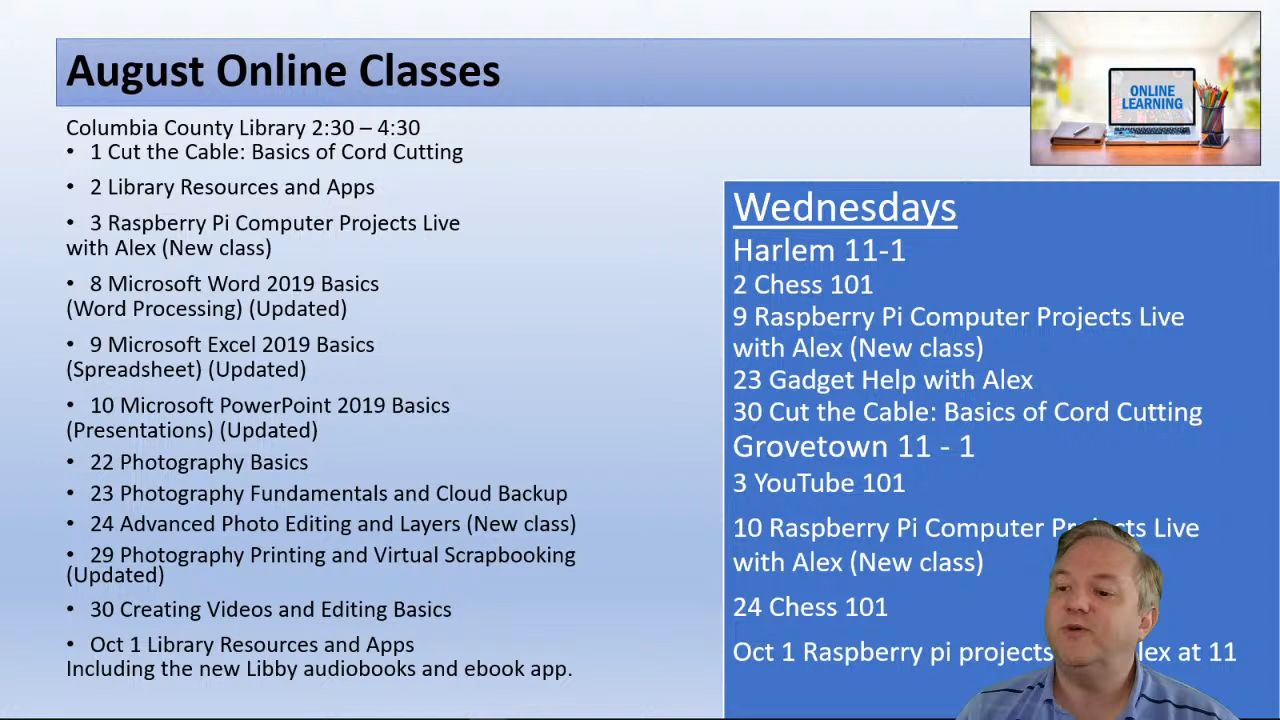 August Online Classes
ONLINE
LEARNING
Columbia County Library 2:30 – 4:30
• 1 Cut the Cable: Basics of Cord Cutting
• 2 Library Resources and Apps
• 3 Raspberry Pi Computer Projects Live
with Alex (New class)
• 8 Microsoft Word 2019 Basics
(Word Processing) (Updated)
• 9 Microsoft Excel 2019 Basics
(Spreadsheet) (Updated)
• 10 Microsoft PowerPoint 2019 Basics
(Presentations) (Updated)
• 22 Photography Basics
• 23 Photography Fundamentals and Cloud Backup
• 24 Advanced Photo Editing and Layers (New class)
• 29 Photography Printing and Virtual Scrapbooking
(Updated)
• 30 Creating Videos and Editing Basics
• Oct 1 Library Resources and Apps
Including the new Libby audiobooks and ebook app.
Wednesdays
Harlem 11-1
2 Chess 101
9 Raspberry Pi Computer Projects Live
with Alex (New class)
23 Gadget Help with Alex
30 Cut the Cable: Basics of Cord Cutting
Grovetown 11 - 1
3 YouTube 101
10 Raspberry Pi Computer Projects Live
with Alex (New class)
24 Chess 101
Oct 1 Raspberry pi projects lex at 11